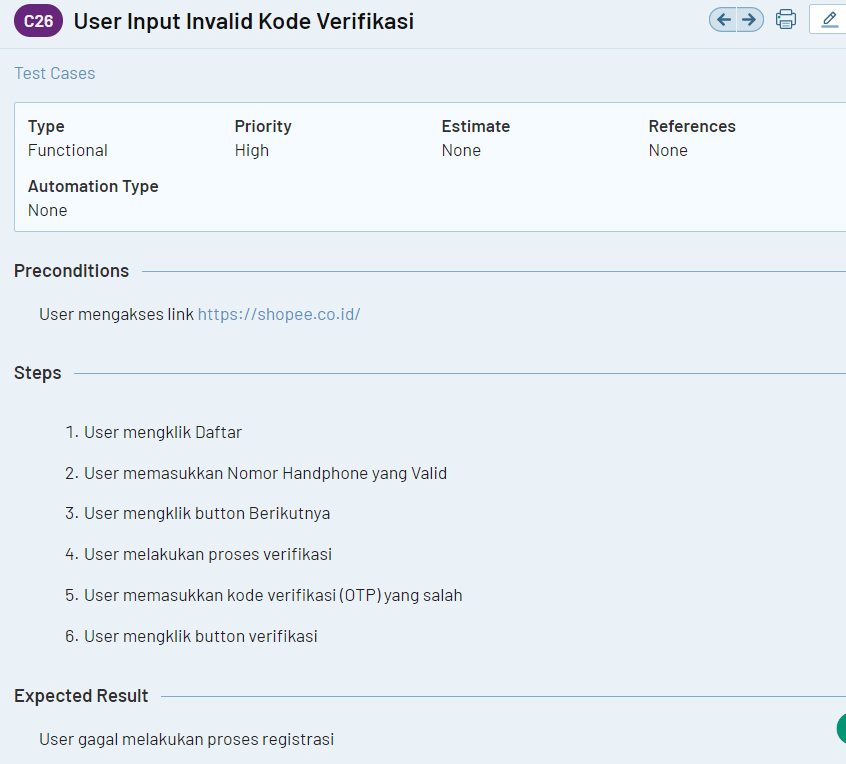 C26 User Input Invalid Kode Verifikasi
Test Cases
Type Priority Estimate References
Functional High None None
Automation Type
None
Preconditions
User mengakses link https://shopee.co.id/
Steps
1. User mengklik Daftar
2. User memasukkan Nomor Handphone yang Valid
3. User mengklik button Berikutnya
4. User melakukan proses verifikasi
5. User memasukkan kode verifikasi (OTP) yang salah
6. User mengklik button verifikasi
Expected Result
User gagal melakukan proses registrasi